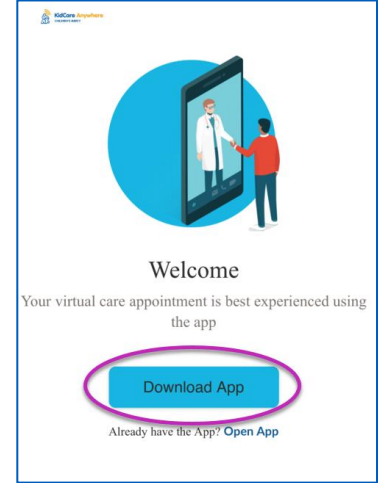 KidCare Anywhere
Welcome
Your virtual care appointment is best experienced using
the app
Download App
Already have the App? Open App